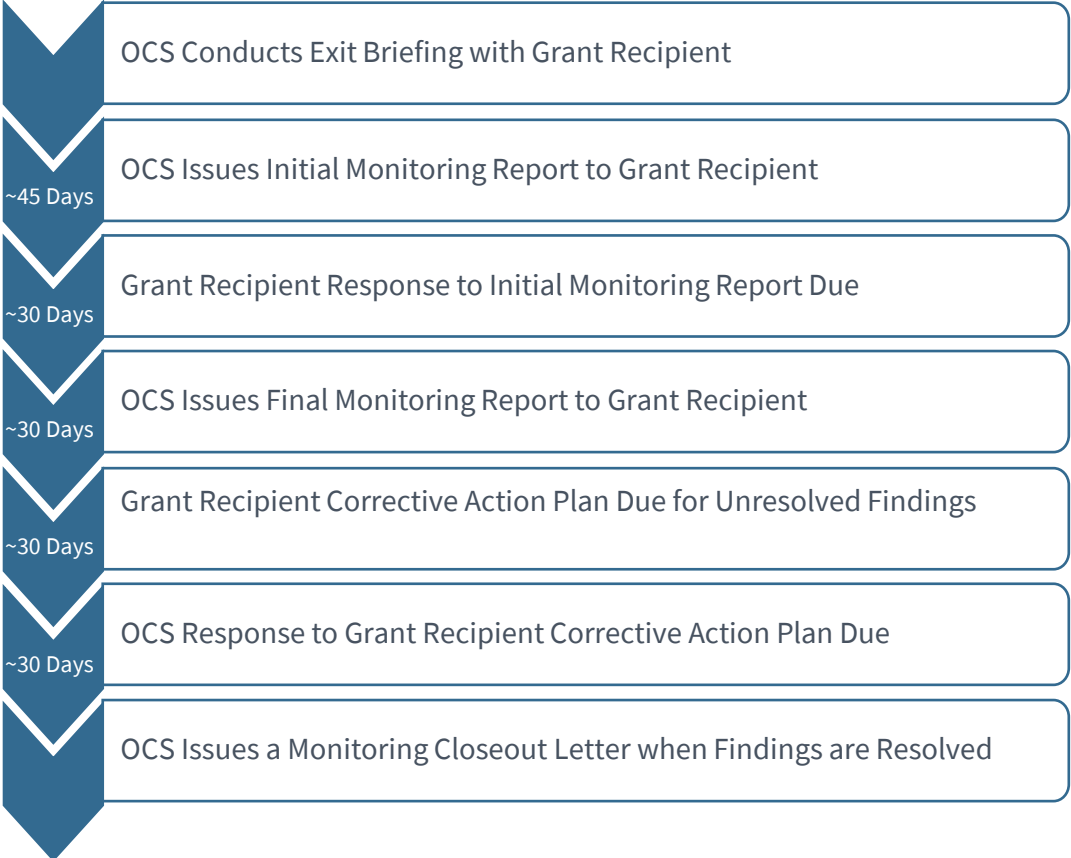 OCS Conducts Exit Briefing with Grant Recipient
OCS Issues Initial Monitoring Report to Grant Recipient
~45 Days
Grant Recipient Response to Initial Monitoring Report Due
~30 Days
OCS Issues Final Monitoring Report to Grant Recipient
~30 Days
Grant Recipient Corrective Action Plan Due for Unresolved Findings
~30 Days
OCS Response to Grant Recipient Corrective Action Plan Due
~30 Days
OCS Issues a Monitoring Closeout Letter when Findings are Resolved